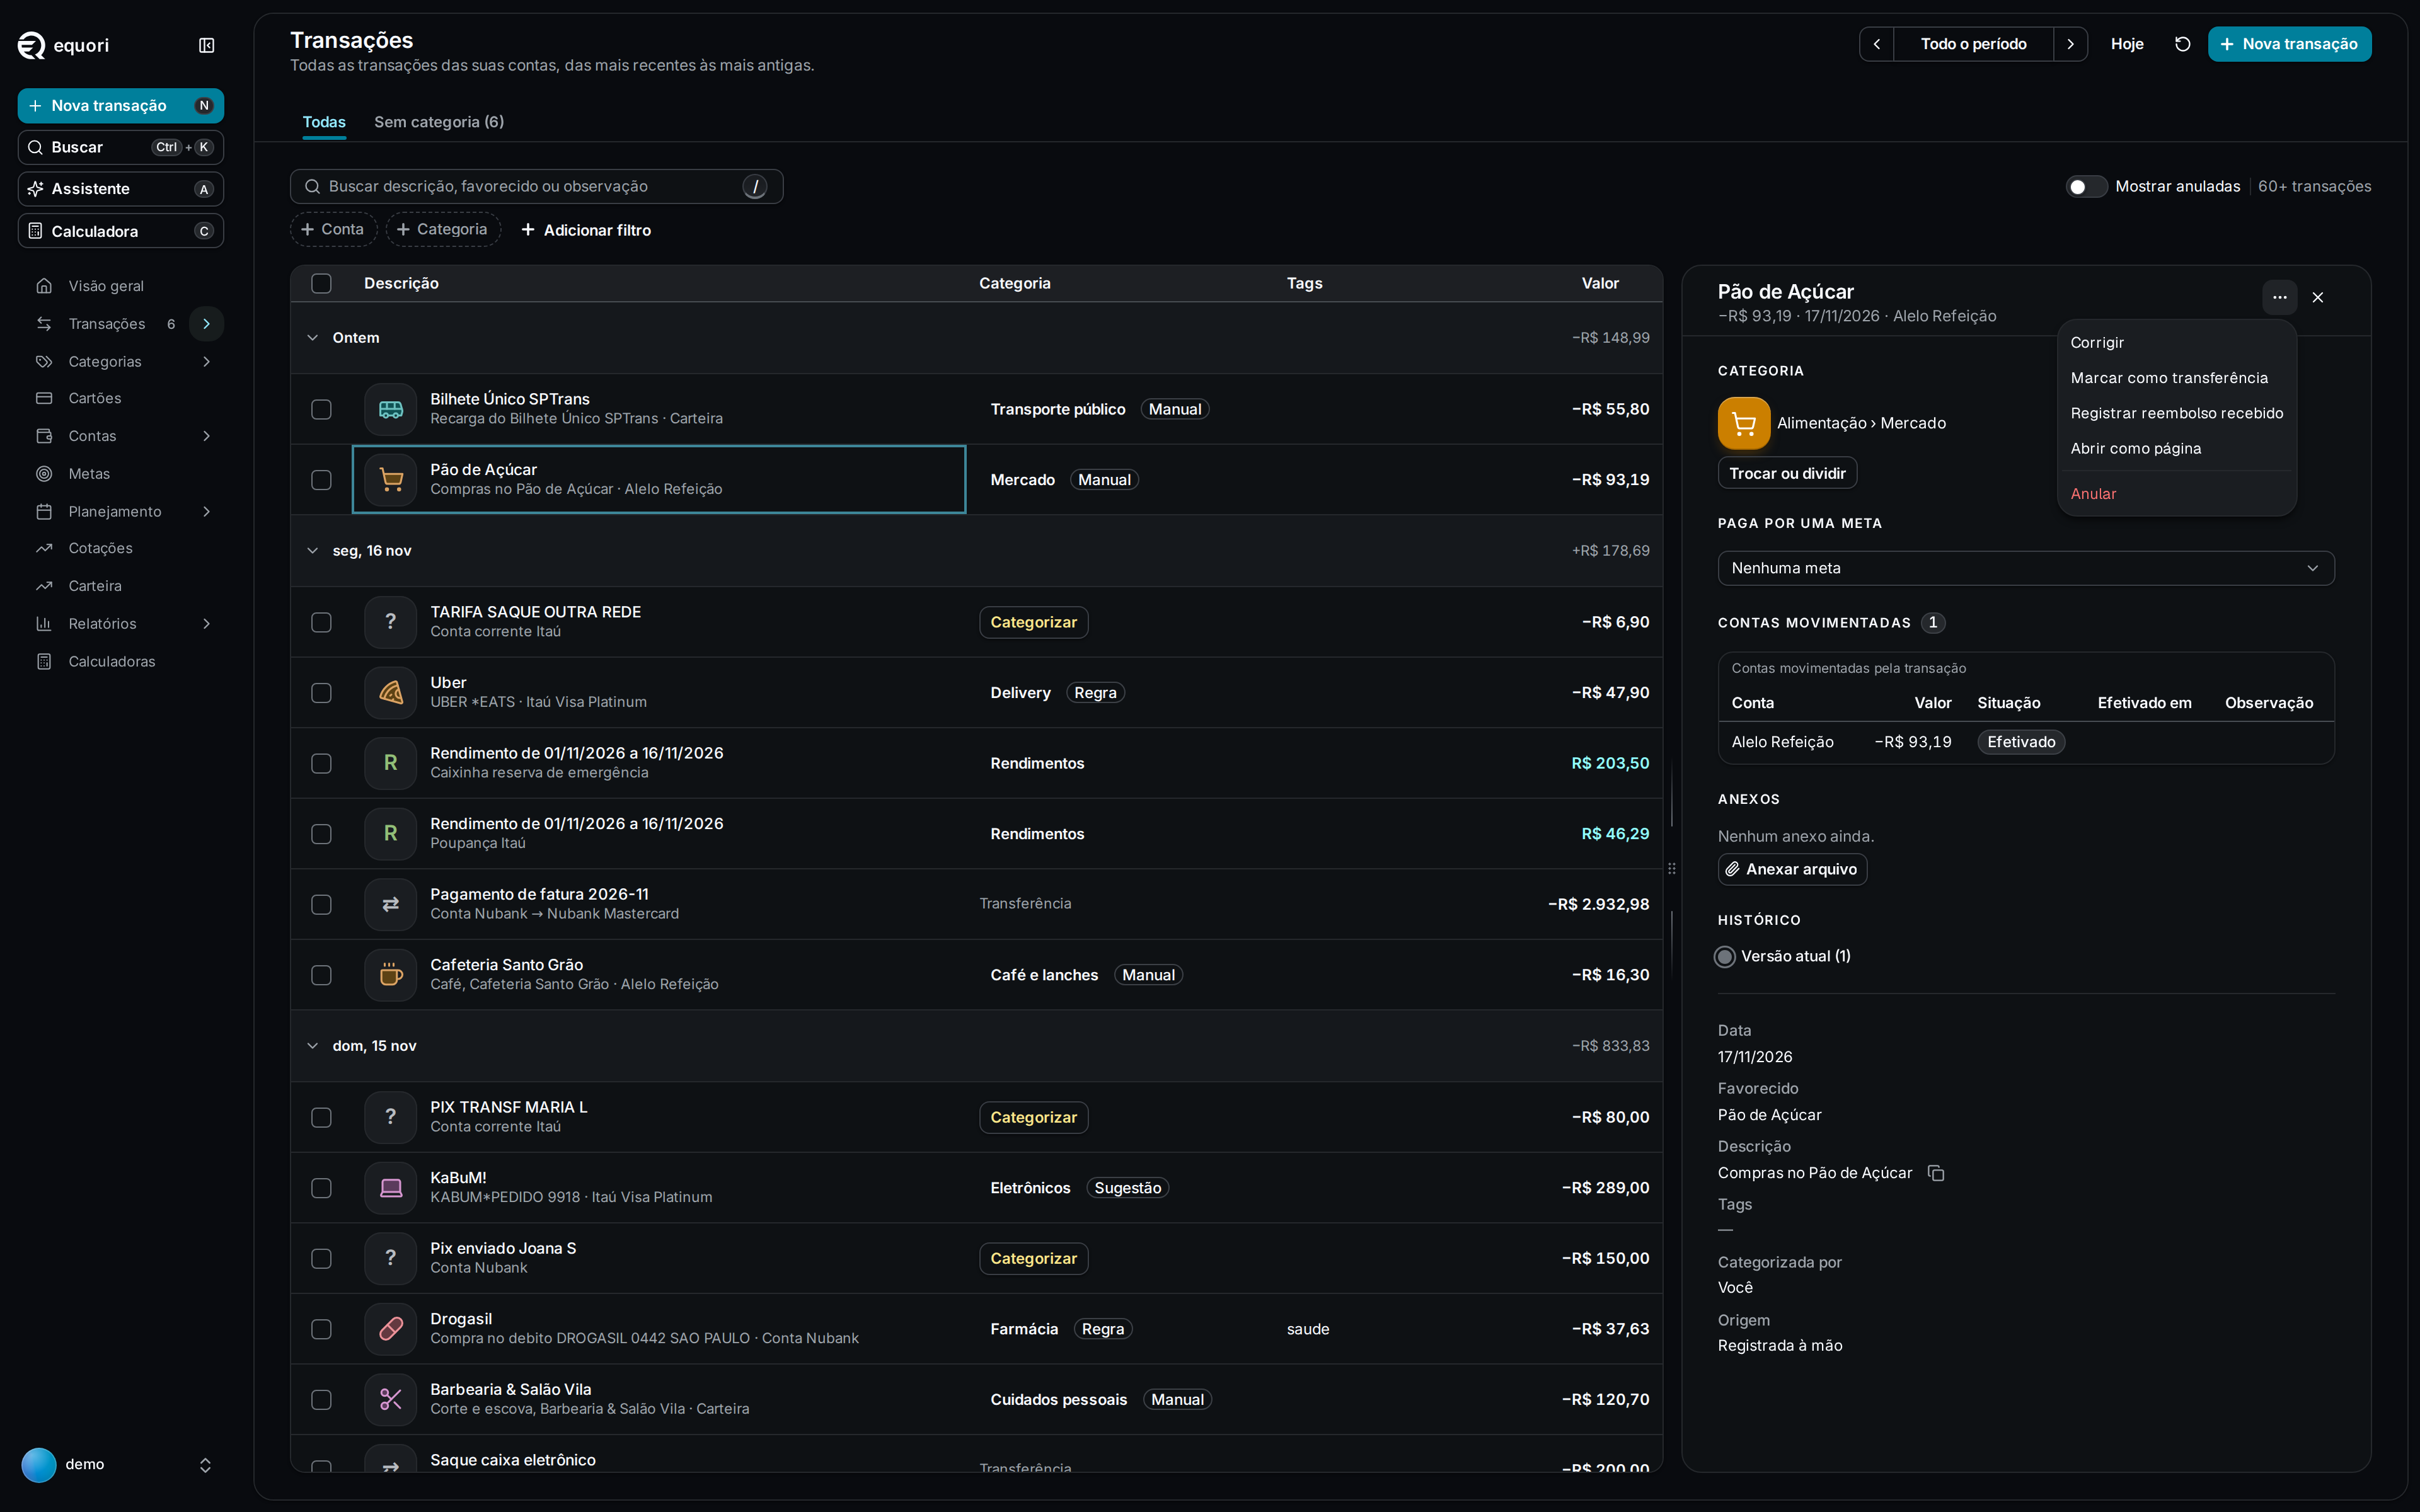 equori
Nova transação N
Buscar Ctrl + K
Assistente A
Calculadora C
Visão geral
Transações 6
Categorias
Cartões
Contas
Metas
Planejamento
Cotações
Carteira
Relatórios
Calculadoras
demo
Transações
Todas as transações das suas contas, das mais recentes às mais antigas.
Todo o período
Hoje
Nova transação
Todas
Sem categoria (6)
Buscar descrição, favorecido ou observação /
Mostrar anuladas
60+ transações
Conta
Categoria
Adicionar filtro
Descrição Categoria Tags Valor
Ontem −R$ 148,99
Bilhete Único SPTrans
Recarga do Bilhete Único SPTrans · Carteira
Transporte público Manual −R$ 55,80
Pão de Açúcar
Compras no Pão de Açúcar · Alelo Refeição
Mercado Manual −R$ 93,19
seg, 16 nov +R$ 178,69
? TARIFA SAQUE OUTRA REDE
Conta corrente Itaú
Categorizar −R$ 6,90
Uber
UBER *EATS · Itaú Visa Platinum
Delivery Regra −R$ 47,90
R Rendimento de 01/11/2026 a 16/11/2026
Caixinha reserva de emergência
Rendimentos R$ 203,50
R Rendimento de 01/11/2026 a 16/11/2026
Poupança Itaú
Rendimentos R$ 46,29
Pagamento de fatura 2026-11
Conta Nubank → Nubank Mastercard
Transferência −R$ 2.932,98
Cafeteria Santo Grão
Café, Cafeteria Santo Grão · Alelo Refeição
Café e lanches Manual −R$ 16,30
dom, 15 nov −R$ 833,83
? PIX TRANSF MARIA L
Conta corrente Itaú
Categorizar −R$ 80,00
KaBuM!
KABUM*PEDIDO 9918 · Itaú Visa Platinum
Eletrônicos Sugestão −R$ 289,00
? Pix enviado Joana S
Conta Nubank
Categorizar −R$ 150,00
Drogasil
Compra no debito DROGASIL 0442 SAO PAULO · Conta Nubank
Farmácia Regra saude −R$ 37,63
Barbearia & Salão Vila
Corte e escova, Barbearia & Salão Vila · Carteira
Cuidados pessoais Manual −R$ 120,70
Saque caixa eletrônico
Transferência −R$ 200,00
Pão de Açúcar
−R$ 93,19 · 17/11/2026 · Alelo Refeição
Corrigir
Marcar como transferência
Registrar reembolso recebido
Abrir como página
Anular
CATEGORIA
Alimentação › Mercado
Trocar ou dividir
PAGA POR UMA META
Nenhuma meta
CONTAS MOVIMENTADAS 1
Contas movimentadas pela transação
Conta Valor Situação Efetivado em Observação
Alelo Refeição −R$ 93,19 Efetivado
ANEXOS
Nenhum anexo ainda.
Anexar arquivo
HISTÓRICO
Versão atual (1)
Data
17/11/2026
Favorecido
Pão de Açúcar
Descrição
Compras no Pão de Açúcar
Tags
—
Categorizada por
Você
Origem
Registrada à mão